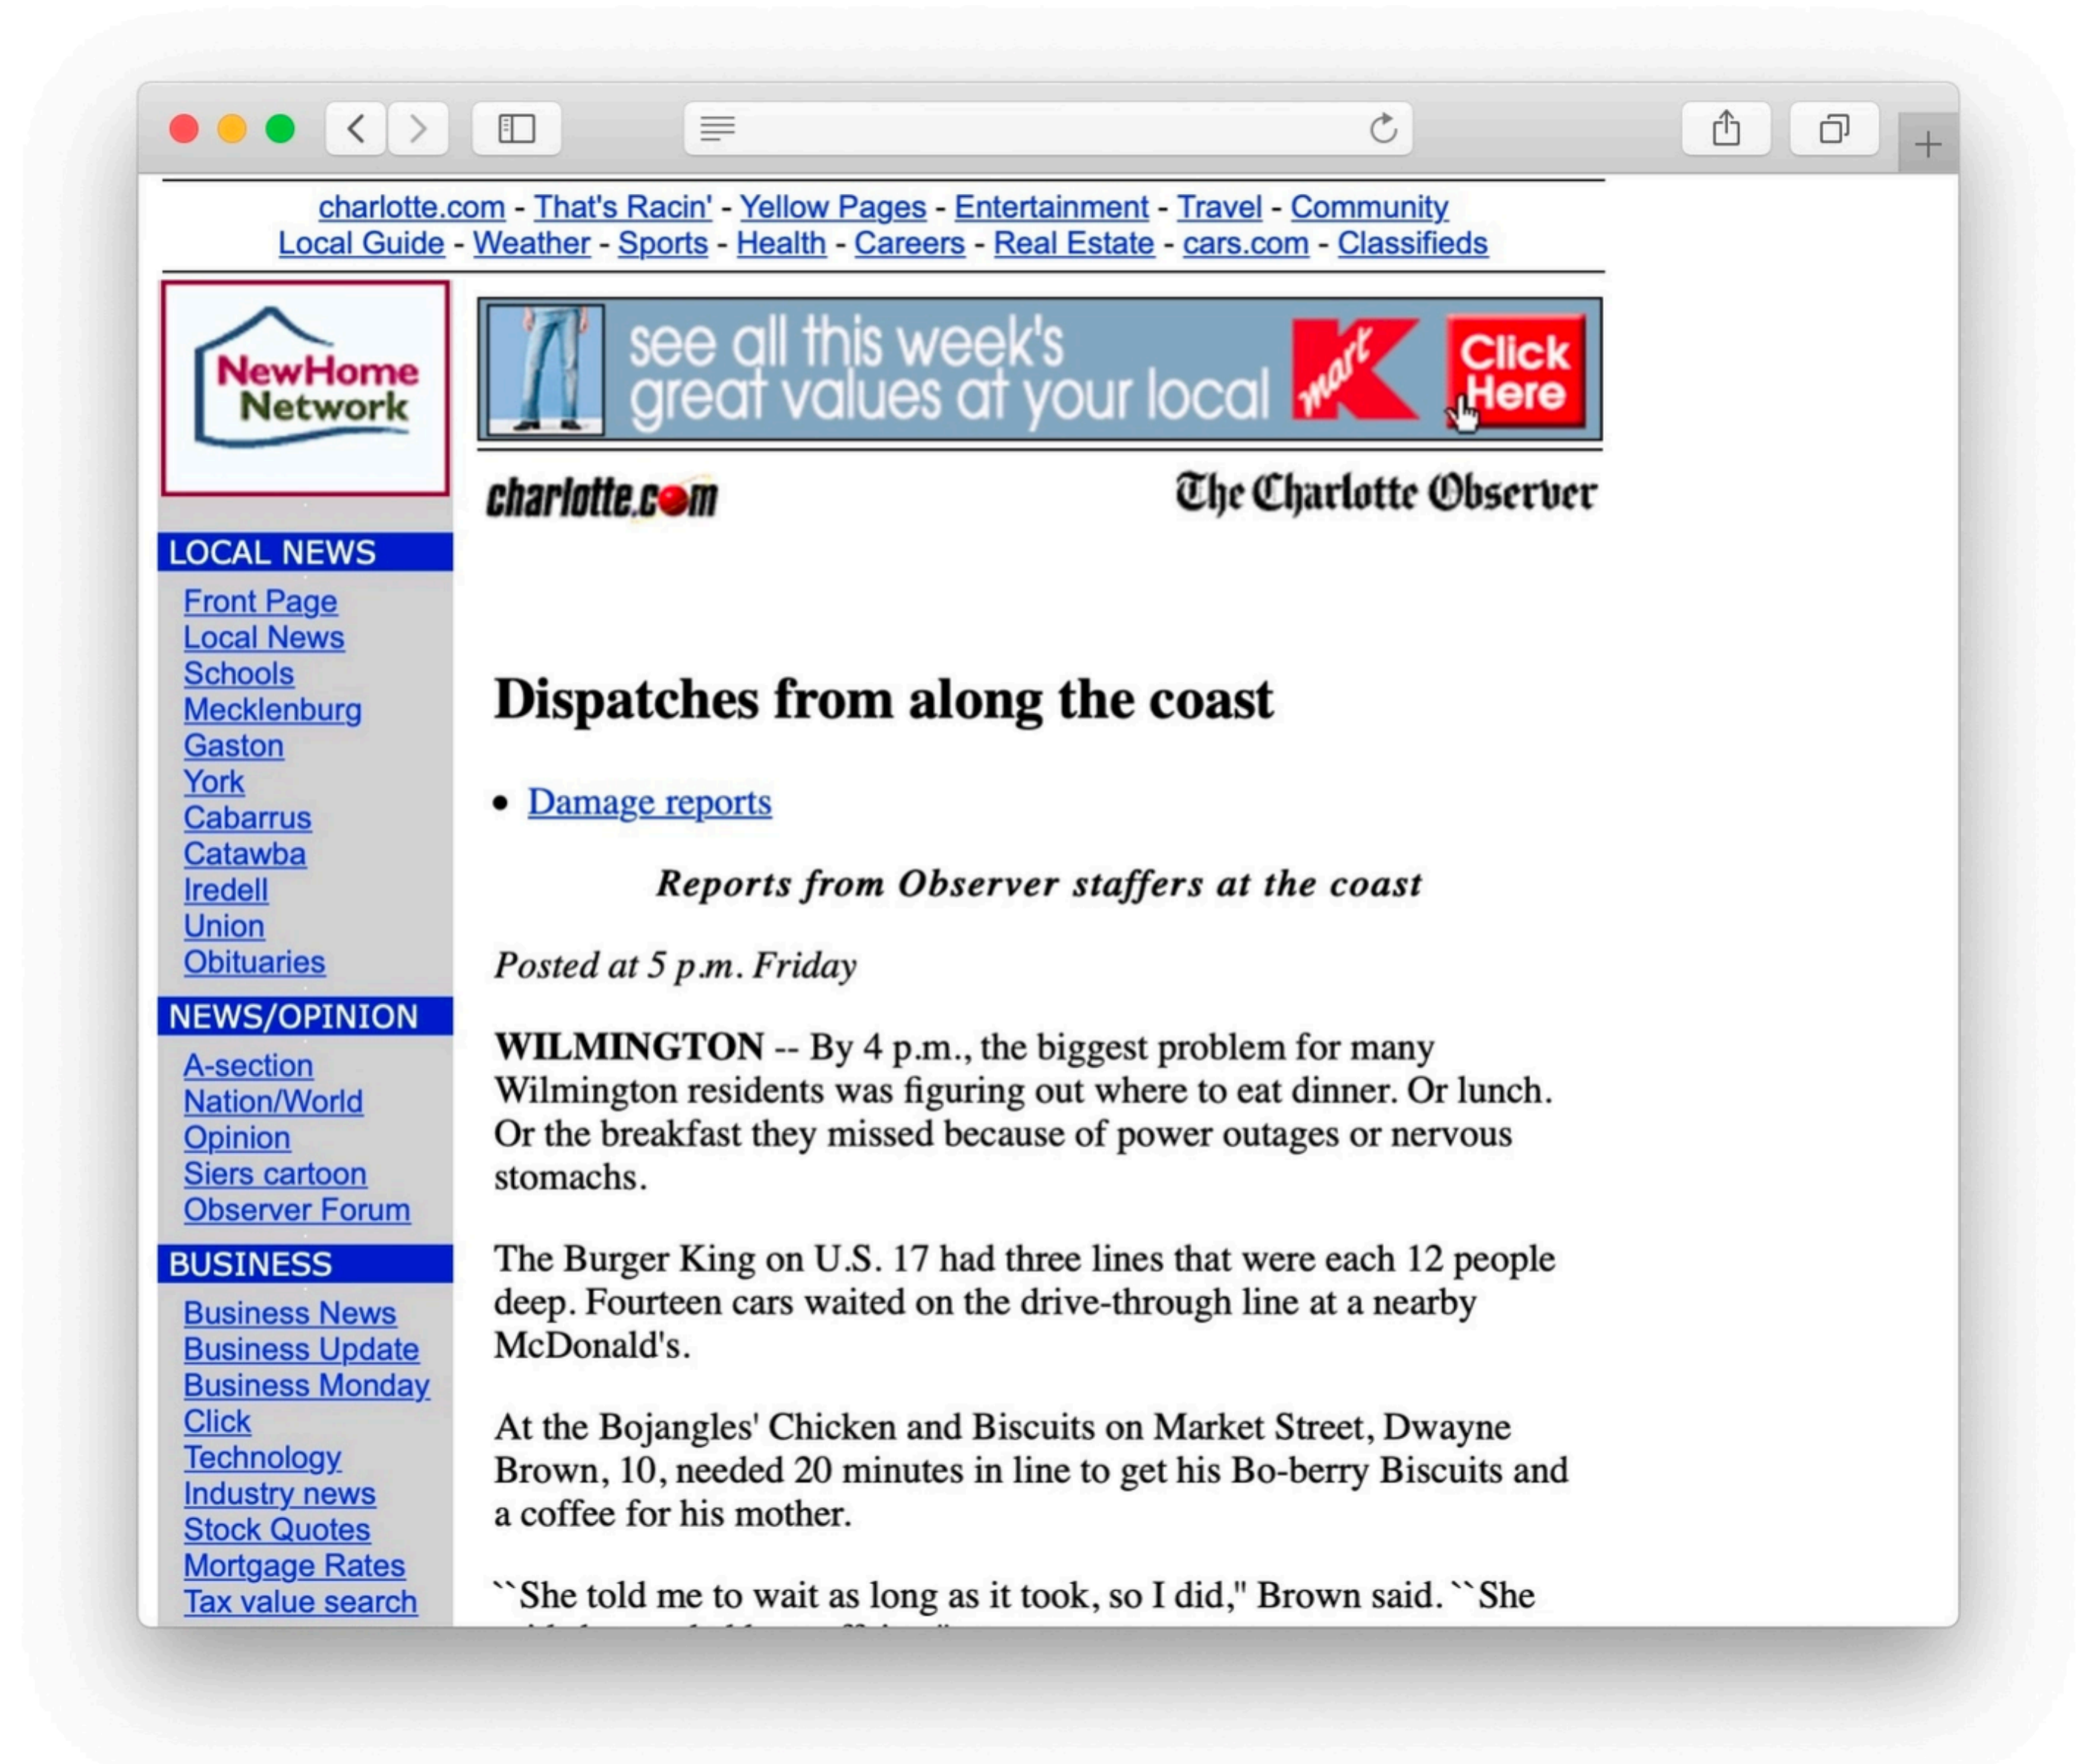 charlotte.com - That's Racin' - Yellow Pages - Entertainment - Travel - Community
Local Guide - Weather - Sports - Health - Careers - Real Estate - cars.com - Classifieds
NewHome
Network
see all this week's
great values at your local
Kmart
Click
Here
charlotte.com
The Charlotte Observer
LOCAL NEWS
Front Page
Local News
Schools
Mecklenburg
Gaston
York
Cabarrus
Catawba
Iredell
Union
Obituaries
NEWS/OPINION
A-section
Nation/World
Opinion
Siers cartoon
Observer Forum
BUSINESS
Business News
Business Update
Business Monday
Click
Technology
Industry news
Stock Quotes
Mortgage Rates
Tax value search
Dispatches from along the coast
• Damage reports
Reports from Observer staffers at the coast
Posted at 5 p.m. Friday
WILMINGTON -- By 4 p.m., the biggest problem for many
Wilmington residents was figuring out where to eat dinner. Or lunch.
Or the breakfast they missed because of power outages or nervous
stomachs.
The Burger King on U.S. 17 had three lines that were each 12 people
deep. Fourteen cars waited on the drive-through line at a nearby
McDonald's.
At the Bojangles' Chicken and Biscuits on Market Street, Dwayne
Brown, 10, needed 20 minutes in line to get his Bo-berry Biscuits and
a coffee for his mother.
``She told me to wait as long as it took, so I did," Brown said. ``She